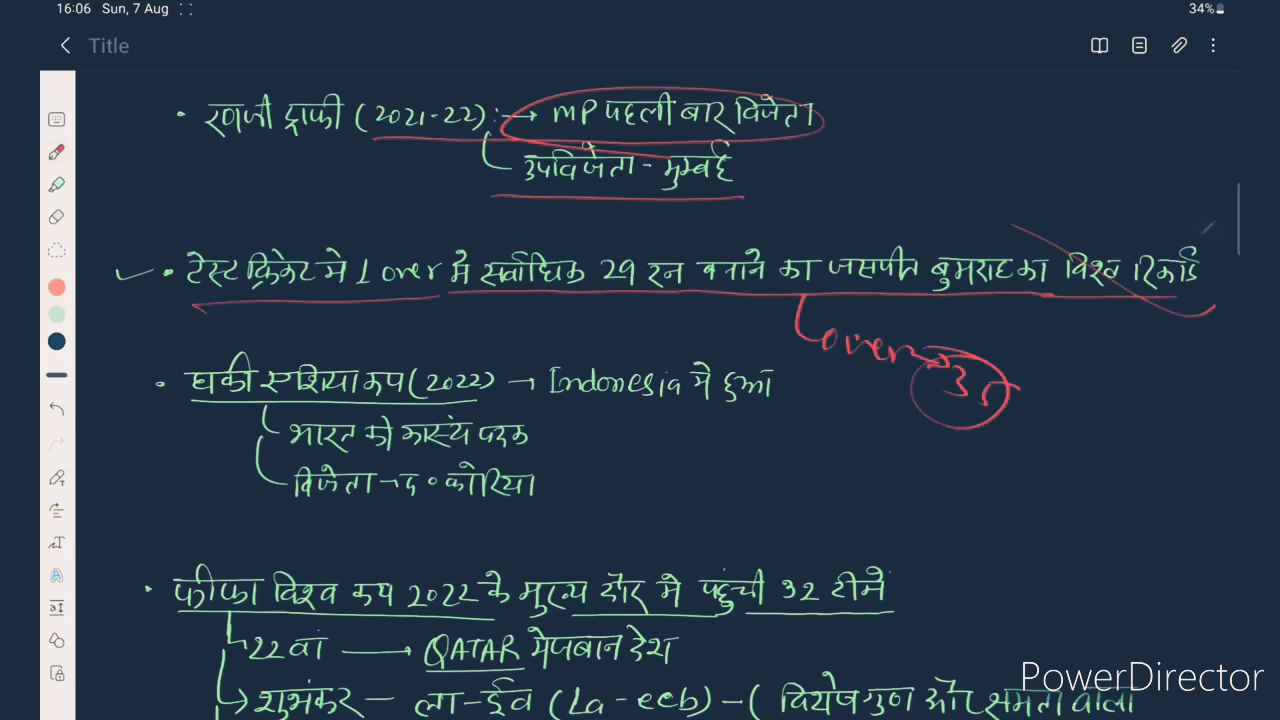 16:06 Sun, 7 Aug 34%
Title
• रणजी ट्राफी (2021-22) :→ MP पहली बार विजेता
उपविजेता - मुम्बई
• टेस्ट क्रिकेट मे 1 over मे सर्वाधिक 29 रन बनाने का जसप्रीत बुमराह का विश्व रिकार्ड
over → 35
• हाकी एशिया कप (2022) → Indonesia मे हुआ
भारत को कास्यं पदक
विजेता → द० कोरिया
• फीफा विश्व कप 2022 के मुख्य दौर मे पहुंची 32 टीमे
22 वां → QATAR मेजबान देश
PowerDirector
→ शुभंकर - ला-ईब (La-eeb) - ( विशेष गुण और क्षमता वाला